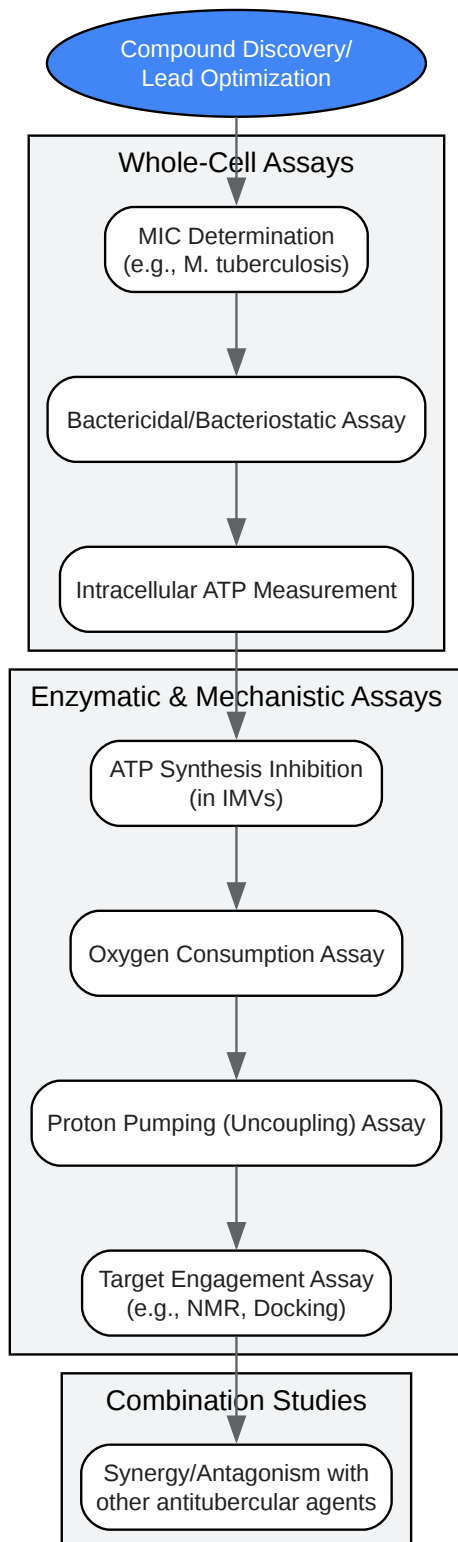 Compound Discovery/
Lead Optimization
Whole-Cell Assays
MIC Determination
(e.g., M. tuberculosis)
Bactericidal/Bacteriostatic Assay
Intracellular ATP Measurement
Enzymatic & Mechanistic Assays
ATP Synthesis Inhibition
(in IMVs)
Oxygen Consumption Assay
Proton Pumping (Uncoupling) Assay
Target Engagement Assay
(e.g., NMR, Docking)
Combination Studies
Synergy/Antagonism with
other antitubercular agents